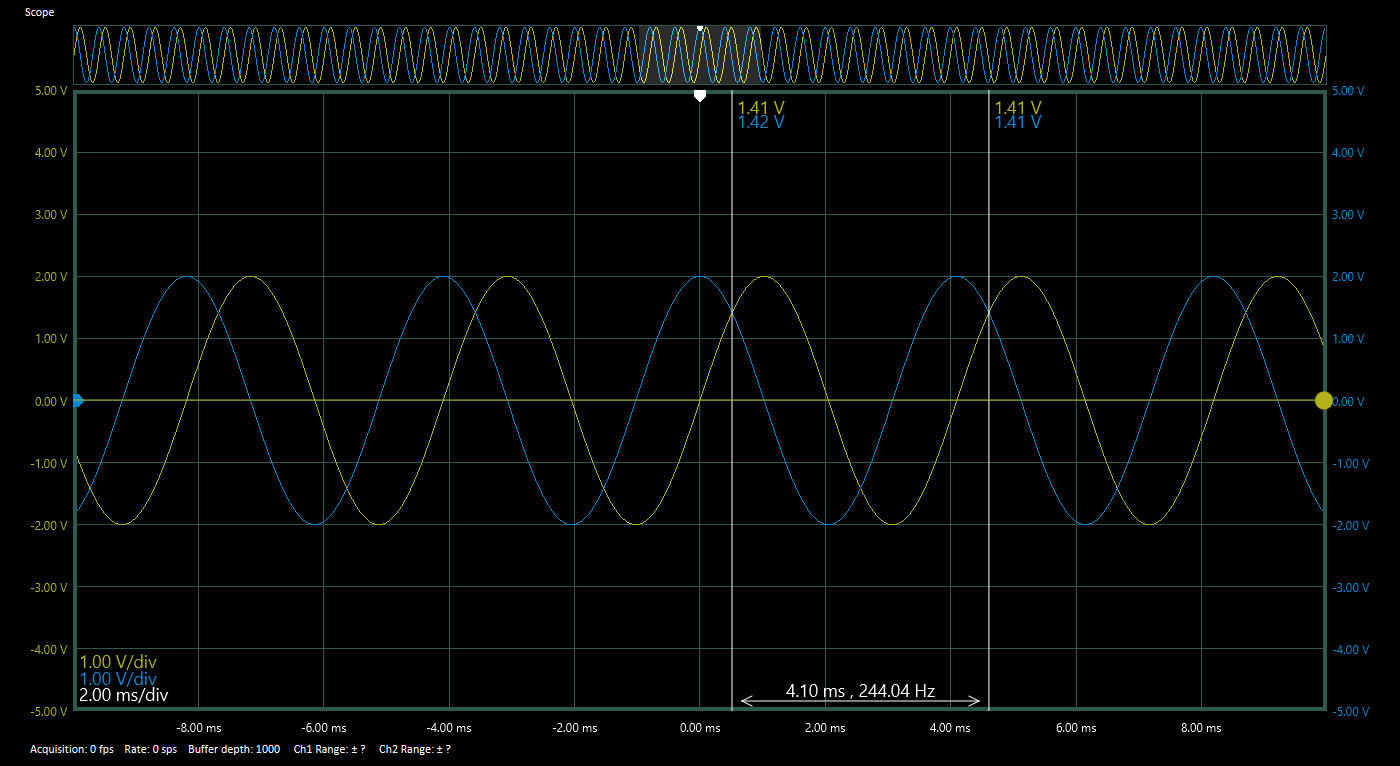 Scope
5.00 V 5.00 V
1.41 V 1.41 V
1.42 V 1.41 V
4.00 V 4.00 V
3.00 V 3.00 V
2.00 V 2.00 V
1.00 V 1.00 V
0.00 V 0.00 V
-1.00 V -1.00 V
-2.00 V -2.00 V
-3.00 V -3.00 V
-4.00 V -4.00 V
1.00 V/div
1.00 V/div
2.00 ms/div 4.10 ms , 244.04 Hz
-5.00 V -5.00 V
-8.00 ms -6.00 ms -4.00 ms -2.00 ms 0.00 ms 2.00 ms 4.00 ms 6.00 ms 8.00 ms
Acquisition: 0 fps Rate: 0 sps Buffer depth: 1000 Ch1 Range: ± ? Ch2 Range: ± ?